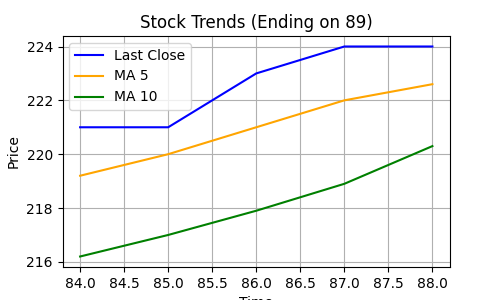 Stock Trends (Ending on 89)
224
222
220
218
216
Price
Last Close
MA 5
MA 10
84.0 84.5 85.0 85.5 86.0 86.5 87.0 87.5 88.0
Time